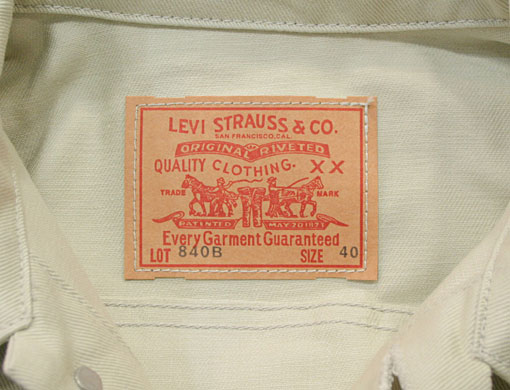 LEVI STRAUSS & CO.
SAN FRANCISCO, CAL.
ORIGINAL RIVETED
QUALITY CLOTHING. XX
TRADE MARK
PATENTED MAY 20 1873
Every Garment Guaranteed
LOT 840B SIZE 40